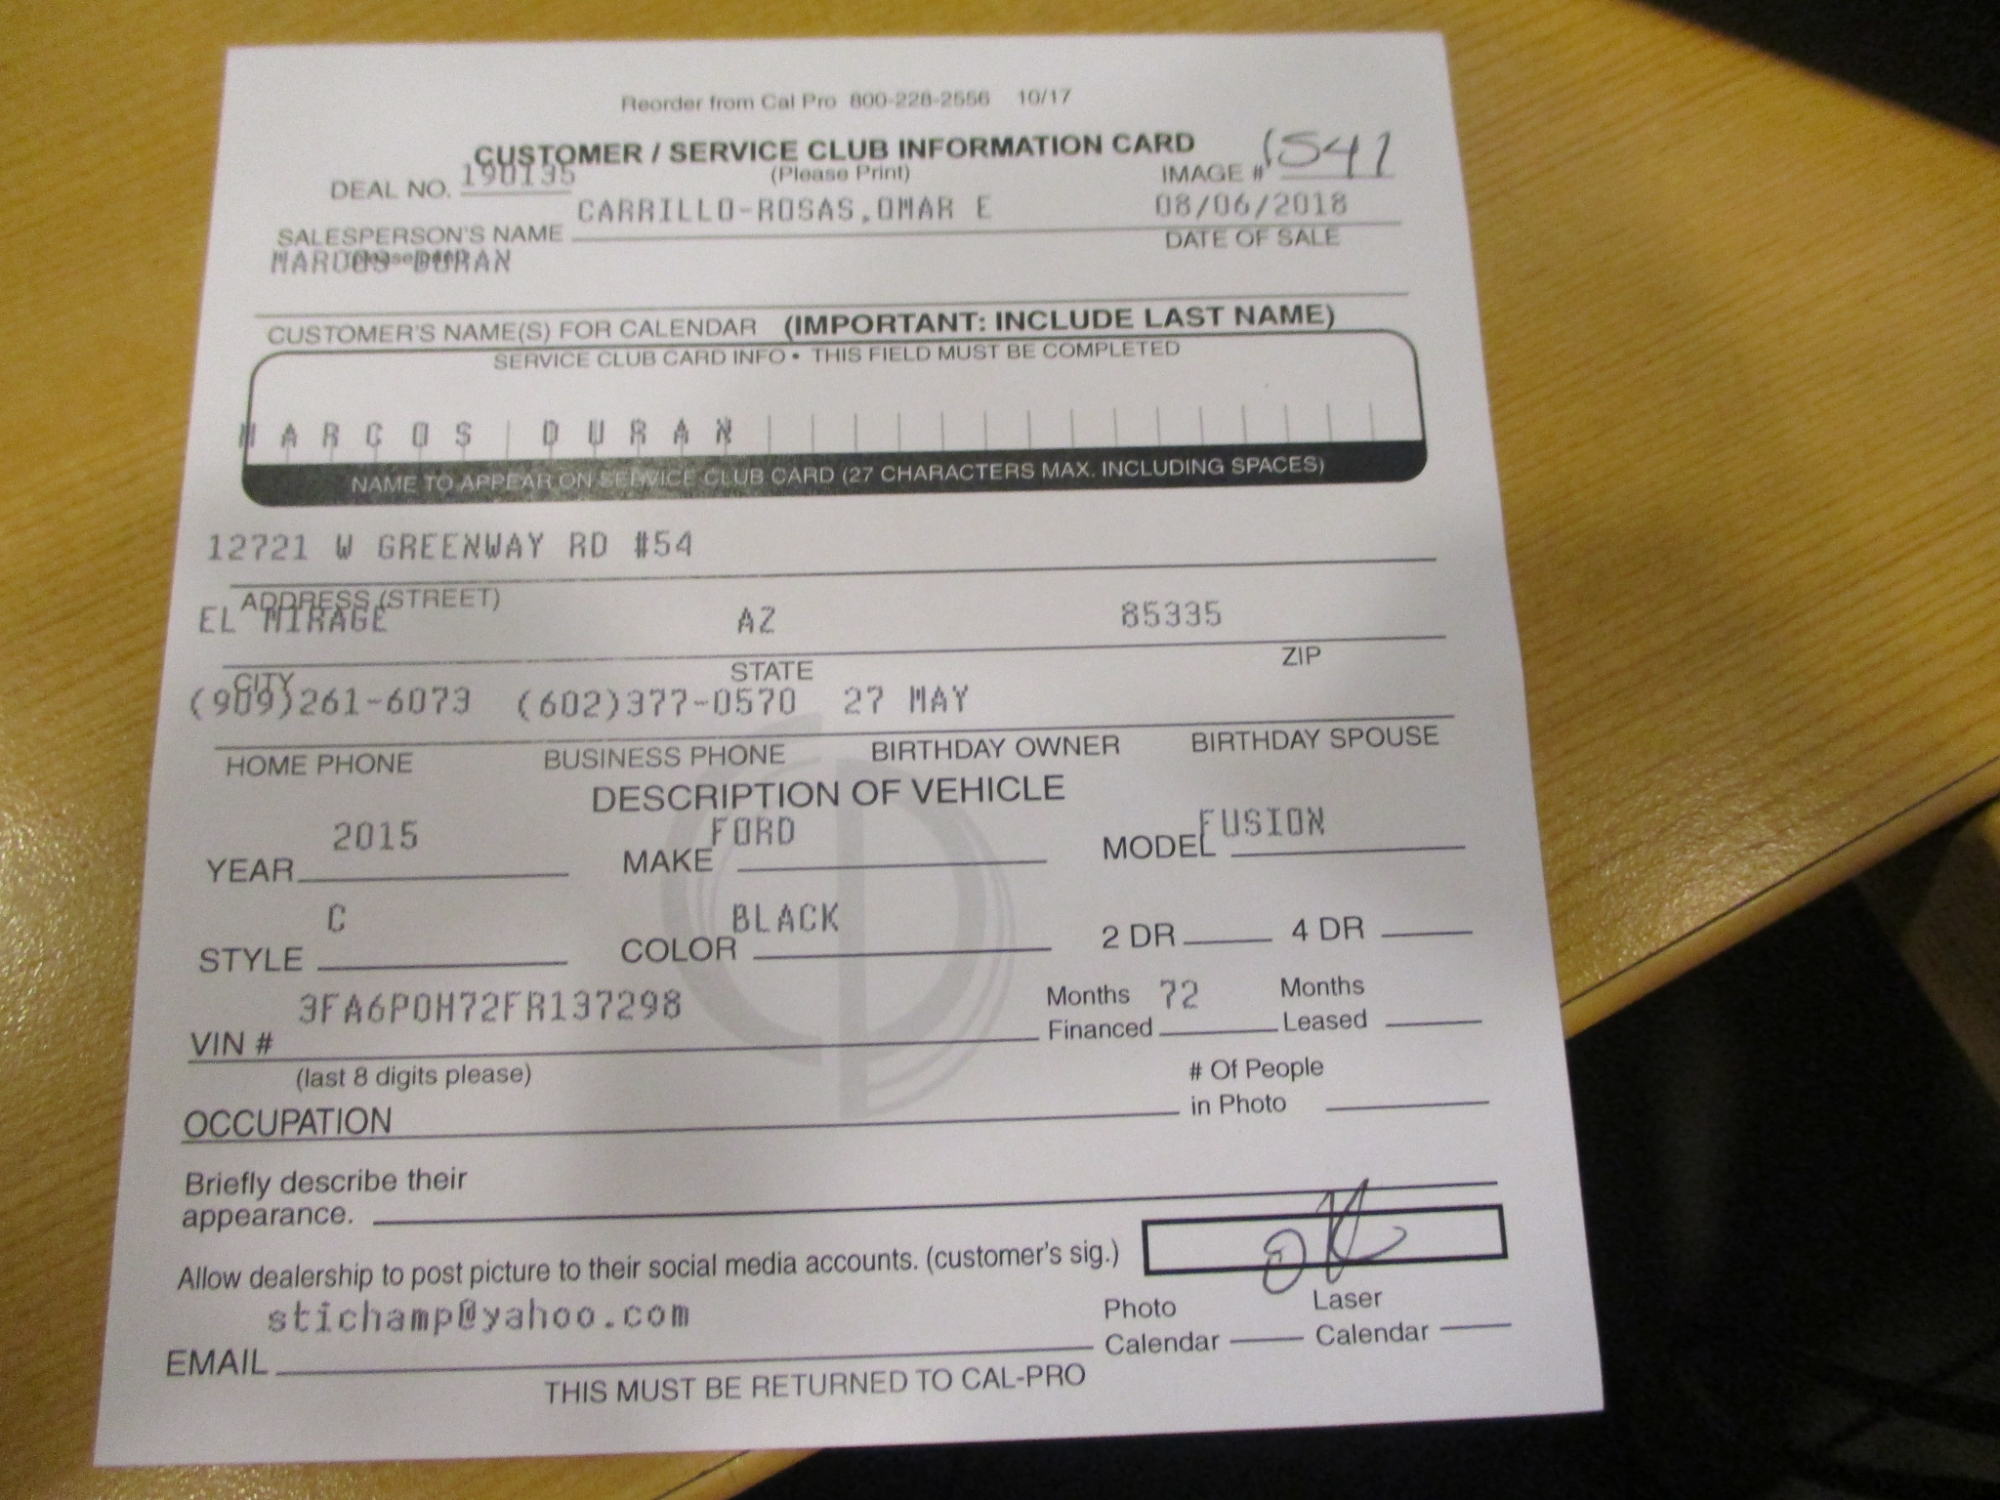 Reorder from Cal Pro 800-228-2556 10/17
CUSTOMER / SERVICE CLUB INFORMATION CARD
(Please Print)
DEAL NO. 190135
IMAGE # 1541
SALESPERSON'S NAME CARRILLO-ROSAS,OMAR E
08/06/2018
DATE OF SALE
MARCOS DURAN
CUSTOMER'S NAME(S) FOR CALENDAR (IMPORTANT: INCLUDE LAST NAME)
SERVICE CLUB CARD INFO • THIS FIELD MUST BE COMPLETED
MARCOS DURAN
NAME TO APPEAR ON SERVICE CLUB CARD (27 CHARACTERS MAX. INCLUDING SPACES)
12721 W GREENWAY RD #54
ADDRESS (STREET)
EL MIRAGE AZ 85335
CITY STATE ZIP
(909)261-6073 (602)377-0570 27 MAY
HOME PHONE BUSINESS PHONE BIRTHDAY OWNER BIRTHDAY SPOUSE
DESCRIPTION OF VEHICLE
YEAR 2015 MAKE FORD MODEL FUSION
STYLE C COLOR BLACK 2 DR 4 DR
VIN # 3FA6P0H72FR137298
Months 72 Months
Financed Leased
(last 8 digits please)
# Of People
OCCUPATION in Photo
Briefly describe their
appearance.
Allow dealership to post picture to their social media accounts. (customer's sig.)
stichamp@yahoo.com
Photo Laser
EMAIL Calendar Calendar
THIS MUST BE RETURNED TO CAL-PRO